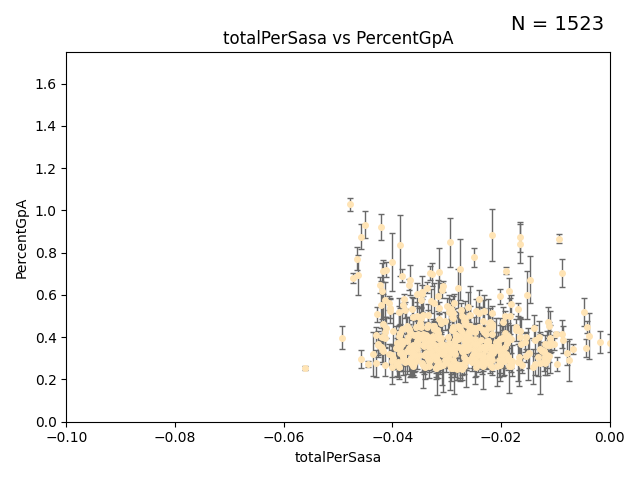 N = 1523
totalPerSasa vs PercentGpA
PercentGpA
1.6
1.4
1.2
1.0
0.8
0.6
0.4
0.2
0.0
−0.10 −0.08 −0.06 −0.04 −0.02 0.00
totalPerSasa